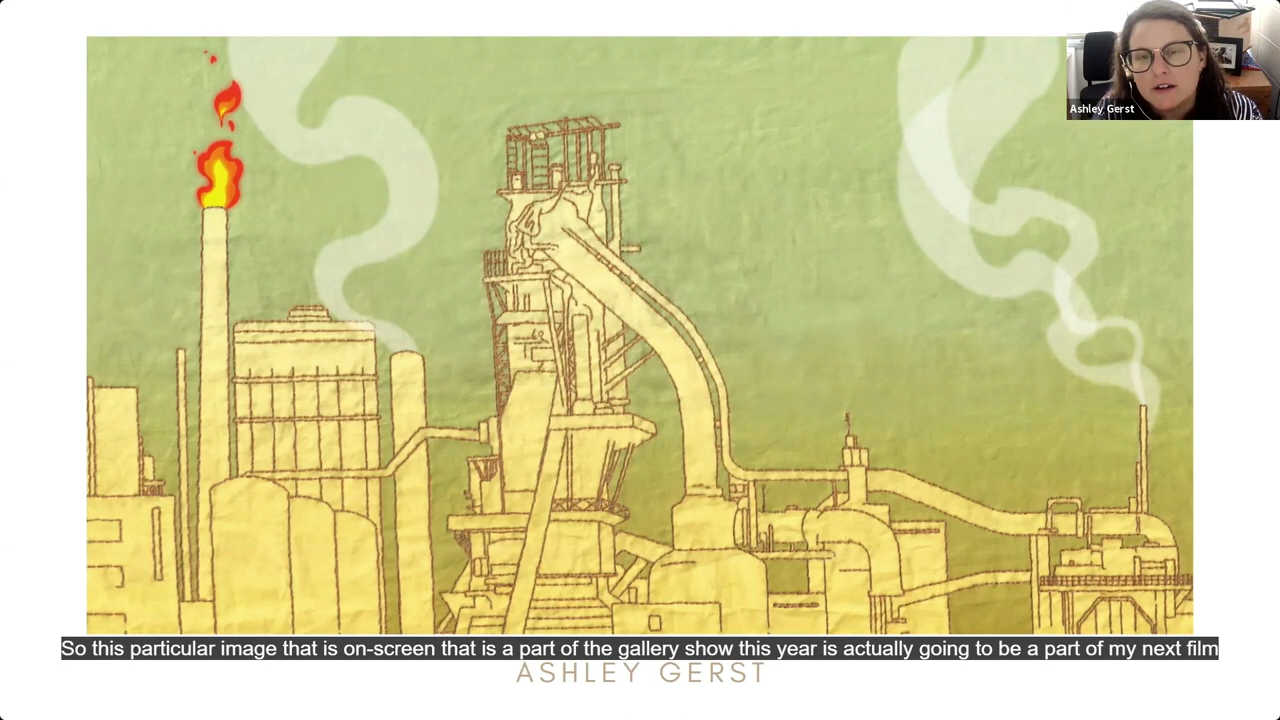 Ashley Gerst
So this particular image that is on-screen that is a part of the gallery show this year is actually going to be a part of my next film
ASHLEY GERST